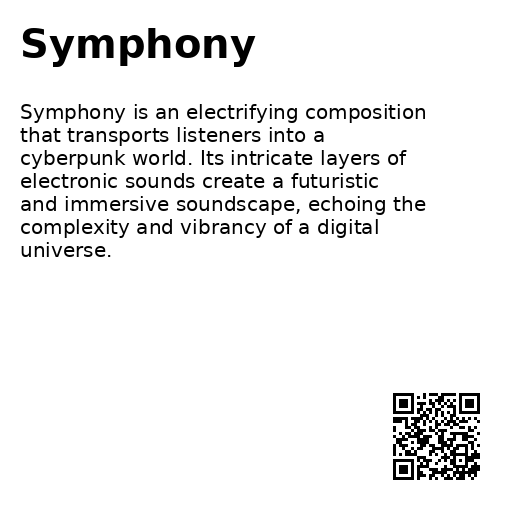 Symphony
Symphony is an electrifying composition
that transports listeners into a
cyberpunk world. Its intricate layers of
electronic sounds create a futuristic
and immersive soundscape, echoing the
complexity and vibrancy of a digital
universe.